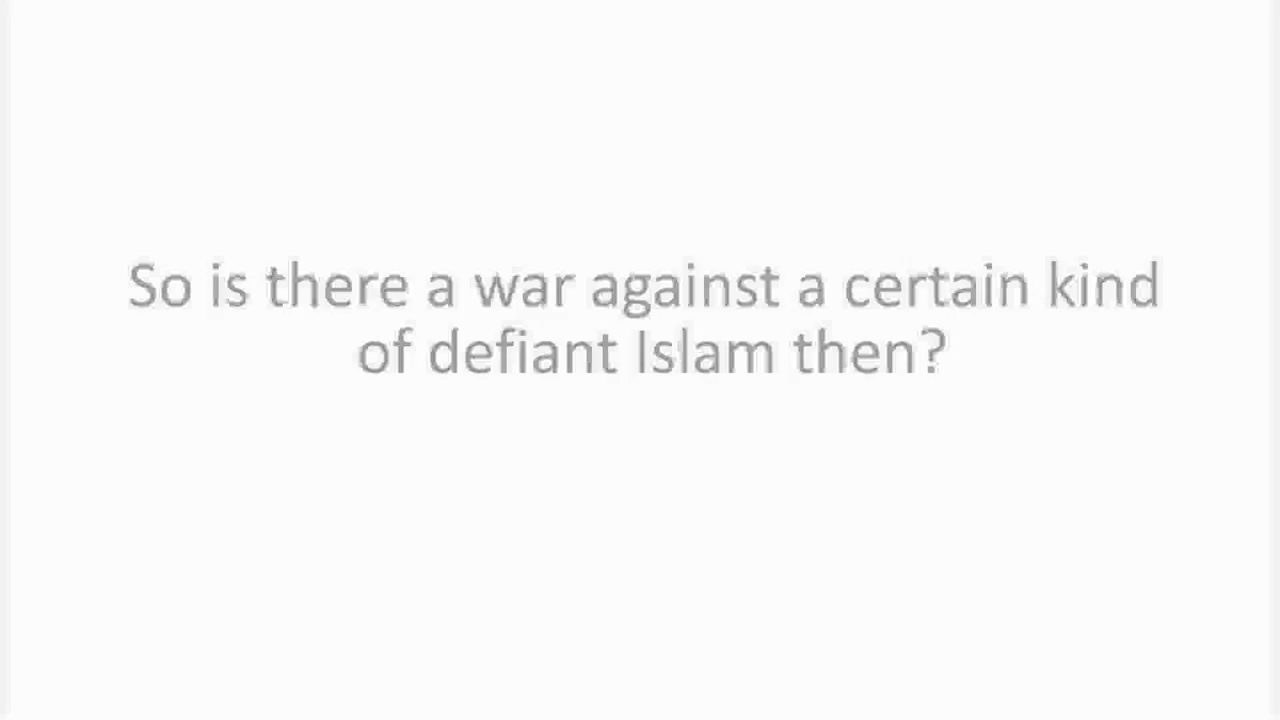 So is there a war against a certain kind
of defiant Islam then?